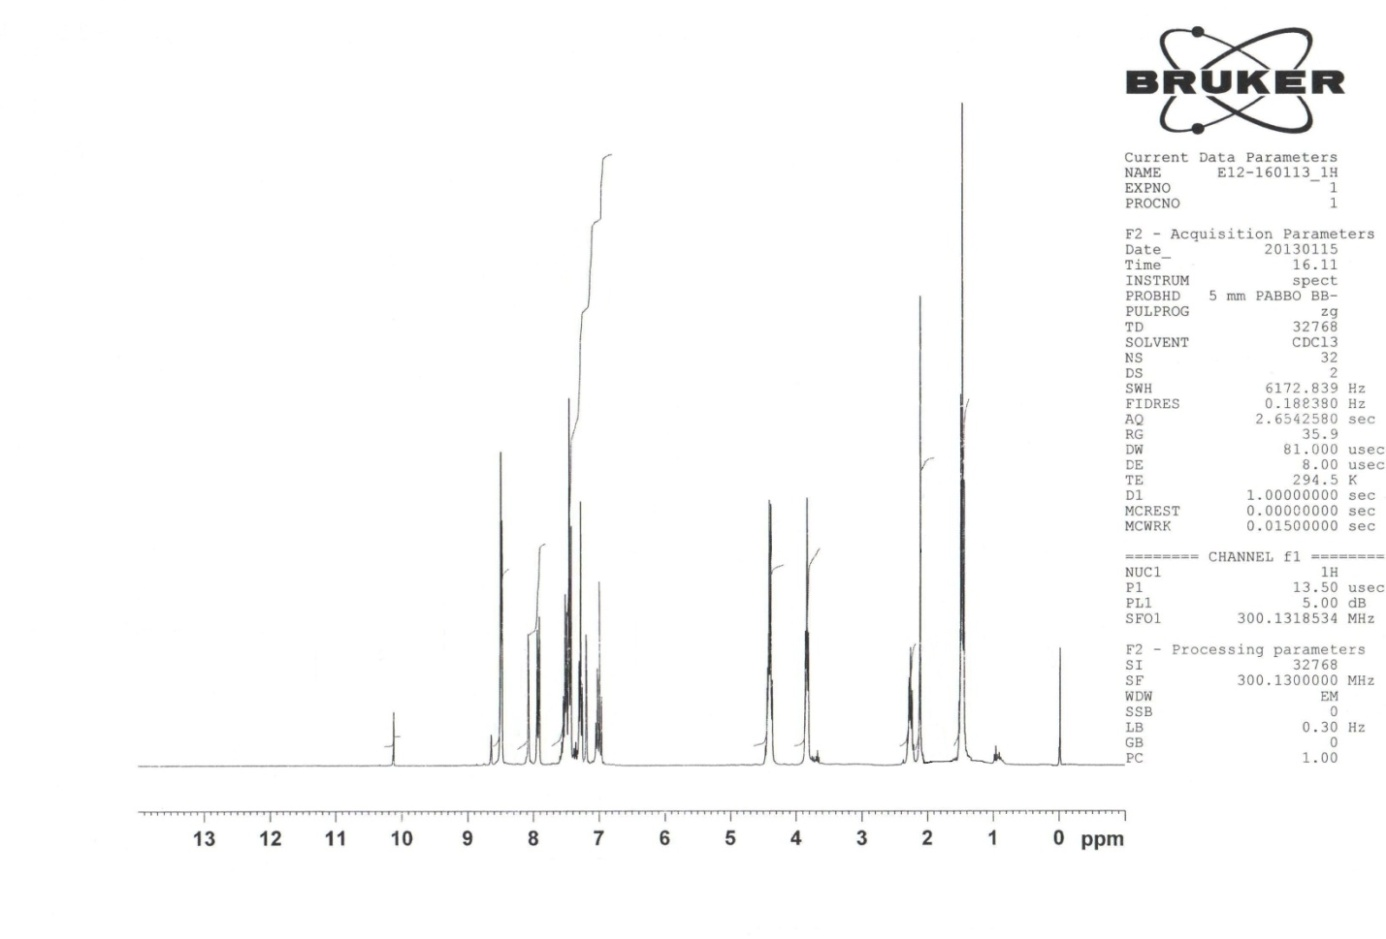 BRUKER
Current Data Parameters
NAME E12-160113_1H
EXPNO 1
PROCNO 1
F2 - Acquisition Parameters
Date_ 20130115
Time 16.11
INSTRUM spect
PROBHD 5 mm PABBO BB-
PULPROG zg
TD 32768
SOLVENT CDCl3
NS 32
DS 2
SWH 6172.839 Hz
FIDRES 0.188380 Hz
AQ 2.6542580 sec
RG 35.9
DW 81.000 usec
DE 8.00 usec
TE 294.5 K
D1 1.00000000 sec
MCREST 0.00000000 sec
MCWRK 0.01500000 sec
======== CHANNEL f1 ========
NUC1 1H
P1 13.50 usec
PL1 5.00 dB
SFO1 300.1318534 MHz
F2 - Processing parameters
SI 32768
SF 300.1300000 MHz
WDW EM
SSB 0
LB 0.30 Hz
GB 0
PC 1.00
13 12 11 10 9 8 7 6 5 4 3 2 1 0 ppm